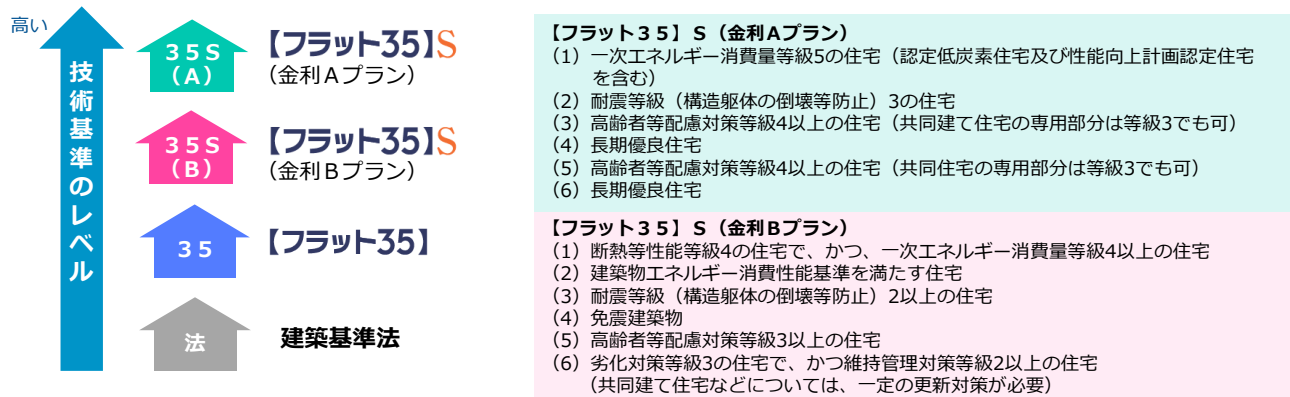 高い
技術基準のレベル
35S
(A)
【フラット35】S
(金利Aプラン)
35S
(B)
【フラット35】S
(金利Bプラン)
35
【フラット35】
法
建築基準法
【フラット35】S(金利Aプラン)
(1)一次エネルギー消費量等級5の住宅(認定低炭素住宅及び性能向上計画認定住宅
を含む)
(2)耐震等級(構造躯体の倒壊等防止)3の住宅
(3)高齢者等配慮対策等級4以上の住宅(共同建て住宅の専用部分は等級3でも可)
(4)長期優良住宅
(5)高齢者等配慮対策等級4以上の住宅(共同住宅の専用部分は等級3でも可)
(6)長期優良住宅
【フラット35】S(金利Bプラン)
(1)断熱等性能等級4の住宅で、かつ、一次エネルギー消費量等級4以上の住宅
(2)建築物エネルギー消費性能基準を満たす住宅
(3)耐震等級(構造躯体の倒壊等防止)2以上の住宅
(4)免震建築物
(5)高齢者等配慮対策等級3以上の住宅
(6)劣化対策等級3の住宅で、かつ維持管理対策等級2以上の住宅
(共同建て住宅などについては、一定の更新対策が必要)